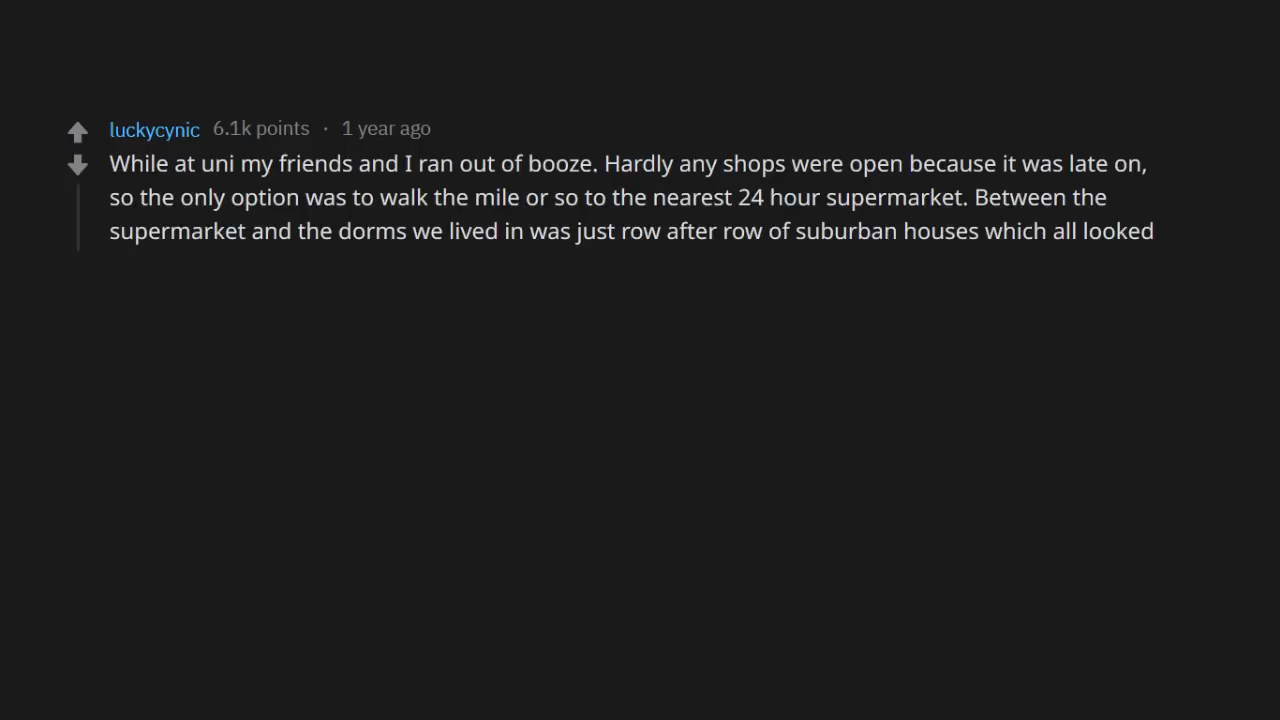 luckycynic 6.1k points · 1 year ago
While at uni my friends and I ran out of booze. Hardly any shops were open because it was late on,
so the only option was to walk the mile or so to the nearest 24 hour supermarket. Between the
supermarket and the dorms we lived in was just row after row of suburban houses which all looked